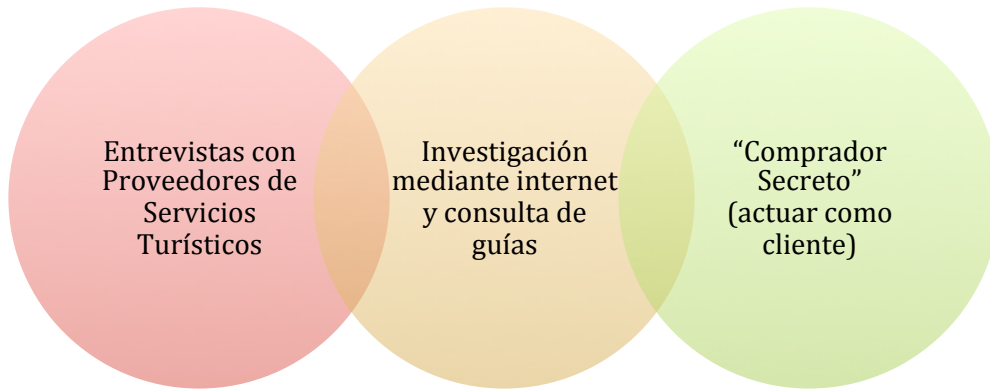 Entrevistas con
Proveedores de
Servicios
Turísticos
Investigación
mediante internet
y consulta de
guías
“Comprador
Secreto”
(actuar como
cliente)